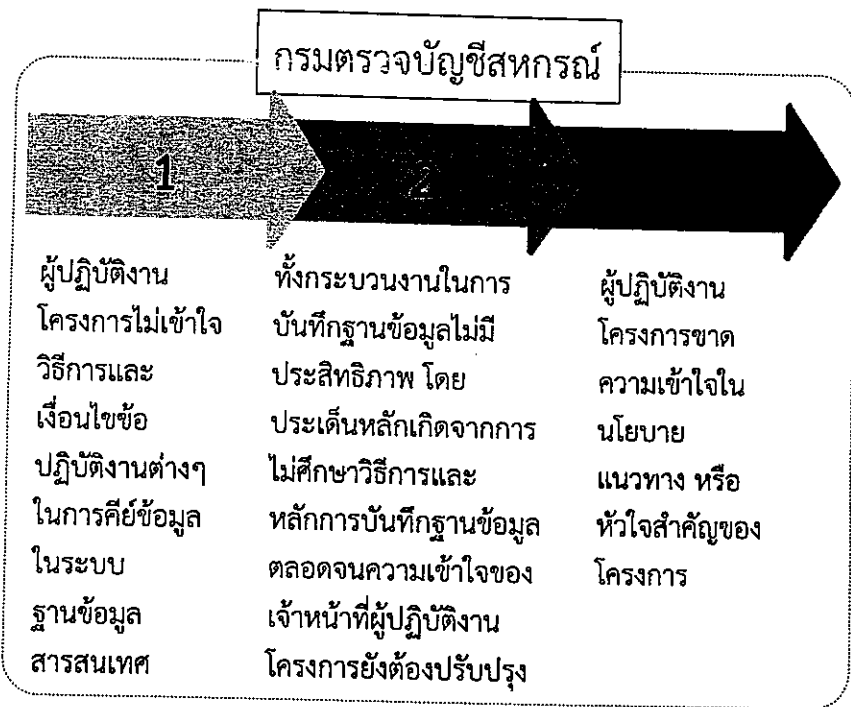 กรมตรวจบัญชีสหกรณ์
1
2
ผู้ปฏิบัติงาน
โครงการไม่เข้าใจ
วิธีการและ
เงื่อนไขข้อ
ปฏิบัติงานต่างๆ
ในการคีย์ข้อมูล
ในระบบ
ฐานข้อมูล
สารสนเทศ
ทั้งกระบวนงานในการ
บันทึกฐานข้อมูลไม่มี
ประสิทธิภาพ โดย
ประเด็นหลักเกิดจากการ
ไม่ศึกษาวิธีการและ
หลักการบันทึกฐานข้อมูล
ตลอดจนความเข้าใจของ
เจ้าหน้าที่ผู้ปฏิบัติงาน
โครงการยังต้องปรับปรุง
ผู้ปฏิบัติงาน
โครงการขาด
ความเข้าใจใน
นโยบาย
แนวทาง หรือ
หัวใจสำคัญของ
โครงการ